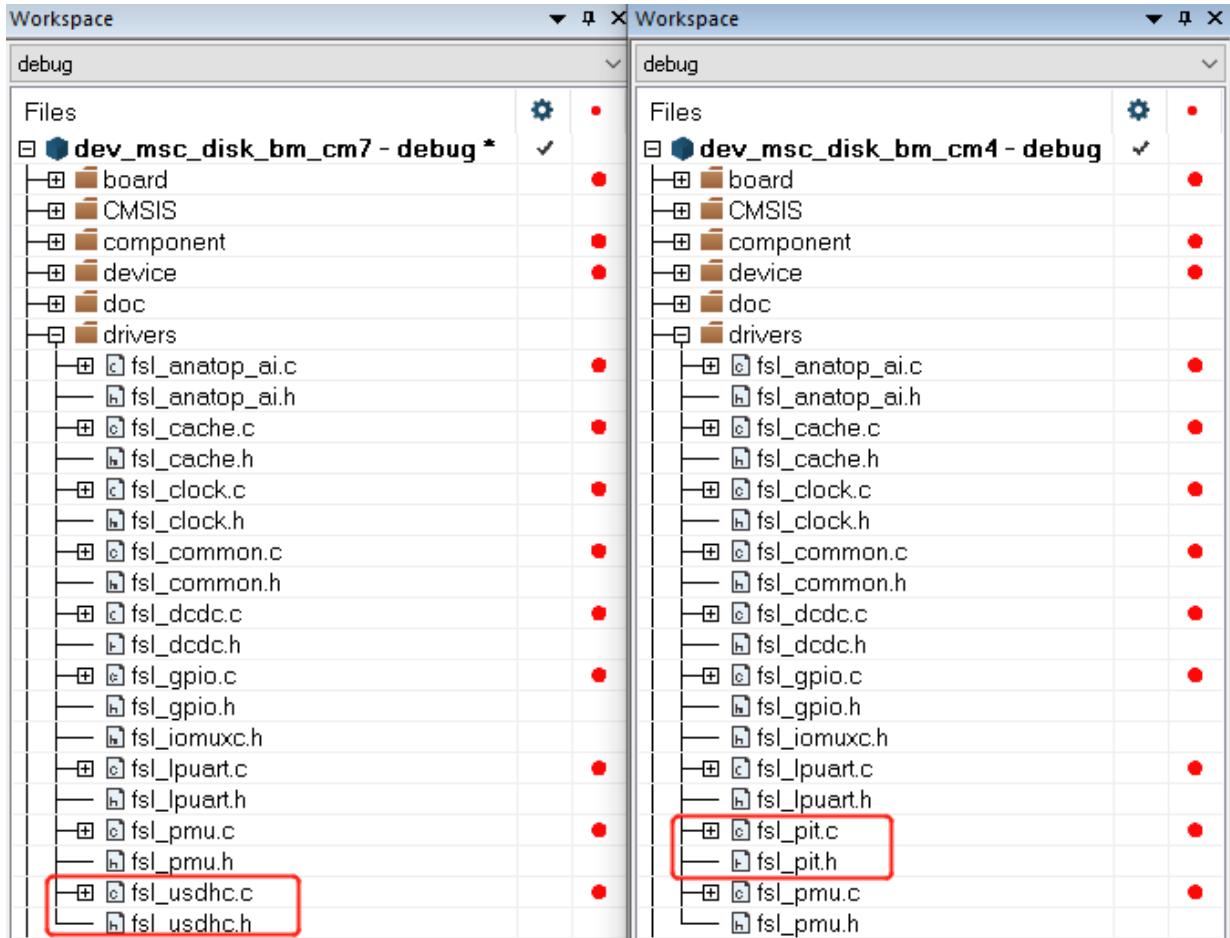 Workspace
debug
Files
dev_msc_disk_bm_cm7 - debug *
board
CMSIS
component
device
doc
drivers
fsl_anatop_ai.c
fsl_anatop_ai.h
fsl_cache.c
fsl_cache.h
fsl_clock.c
fsl_clock.h
fsl_common.c
fsl_common.h
fsl_dcdc.c
fsl_dcdc.h
fsl_gpio.c
fsl_gpio.h
fsl_iomuxc.h
fsl_lpuart.c
fsl_lpuart.h
fsl_pmu.c
fsl_pmu.h
fsl_usdhc.c
fsl_usdhc.h
Workspace
debug
Files
dev_msc_disk_bm_cm4 - debug
board
CMSIS
component
device
doc
drivers
fsl_anatop_ai.c
fsl_anatop_ai.h
fsl_cache.c
fsl_cache.h
fsl_clock.c
fsl_clock.h
fsl_common.c
fsl_common.h
fsl_dcdc.c
fsl_dcdc.h
fsl_gpio.c
fsl_gpio.h
fsl_iomuxc.h
fsl_lpuart.c
fsl_lpuart.h
fsl_pit.c
fsl_pit.h
fsl_pmu.c
fsl_pmu.h